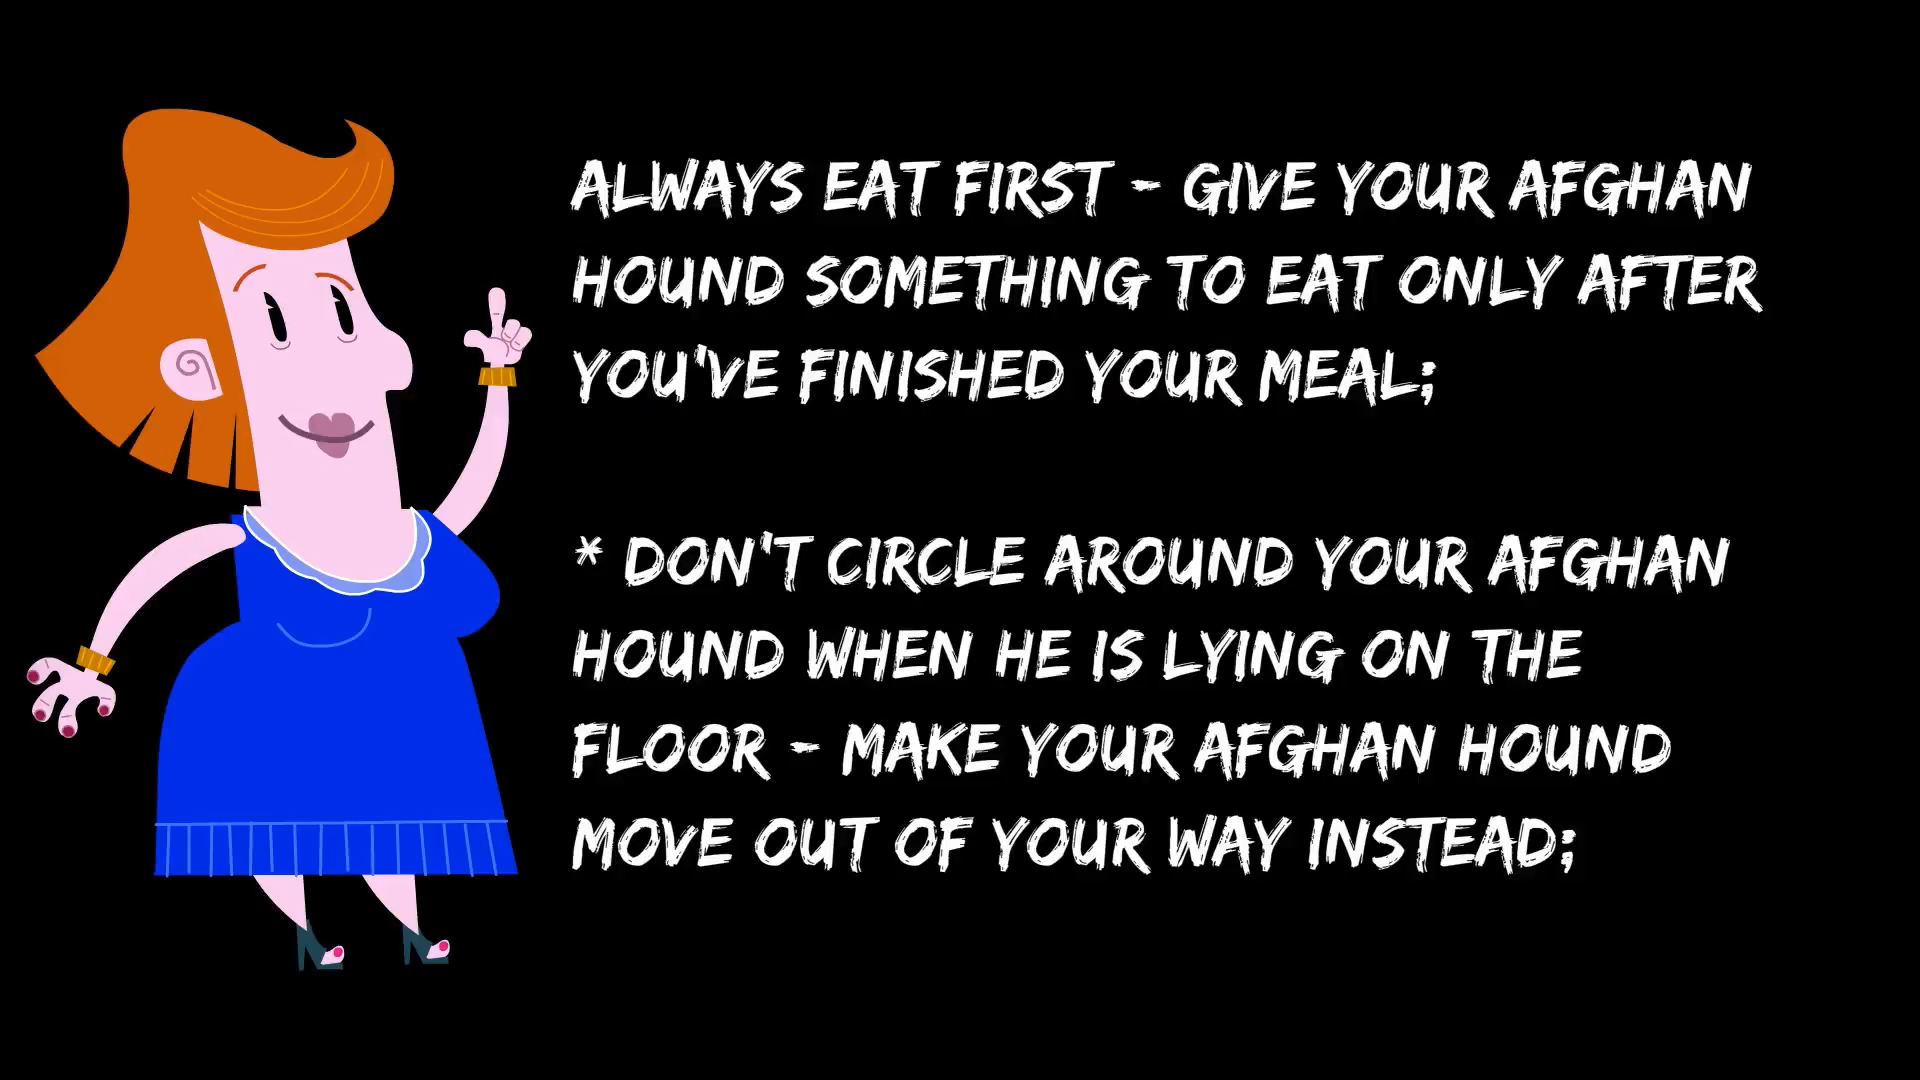 ALWAYS EAT FIRST - GIVE YOUR AFGHAN
HOUND SOMETHING TO EAT ONLY AFTER
YOU'VE FINISHED YOUR MEAL;
* DON'T CIRCLE AROUND YOUR AFGHAN
HOUND WHEN HE IS LYING ON THE
FLOOR - MAKE YOUR AFGHAN HOUND
MOVE OUT OF YOUR WAY INSTEAD;